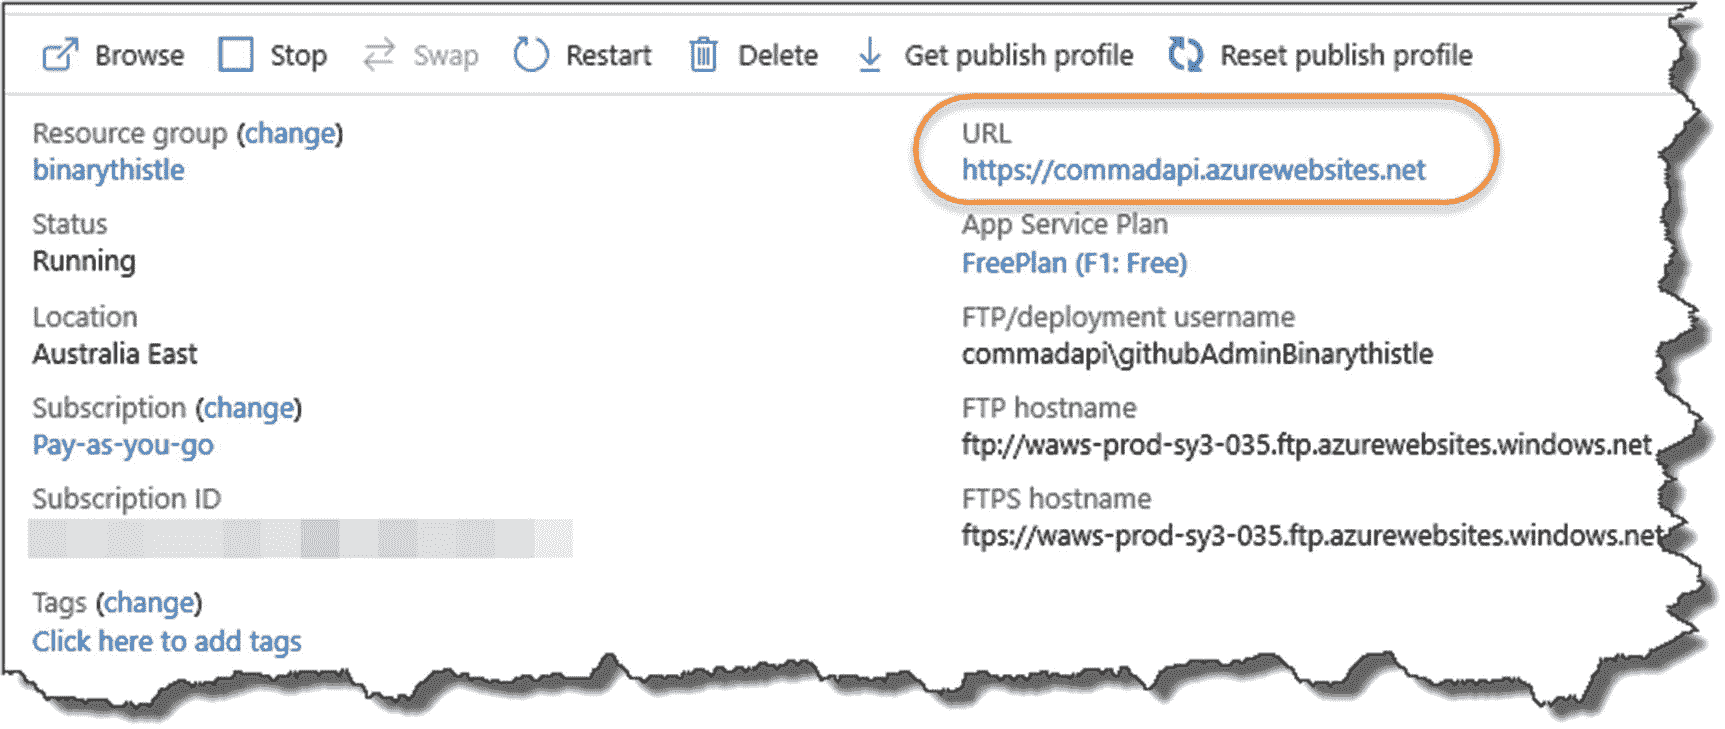 Browse Stop Swap Restart Delete Get publish profile Reset publish profile
Resource group (change)
binarythistle
Status
Running
Location
Australia East
Subscription (change)
Pay-as-you-go
Subscription ID
Tags (change)
Click here to add tags
URL
https://commadapi.azurewebsites.net
App Service Plan
FreePlan (F1: Free)
FTP/deployment username
commadapi\githubAdminBinarythistle
FTP hostname
ftp://waws-prod-sy3-035.ftp.azurewebsites.windows.net
FTPS hostname
ftps://waws-prod-sy3-035.ftp.azurewebsites.windows.net